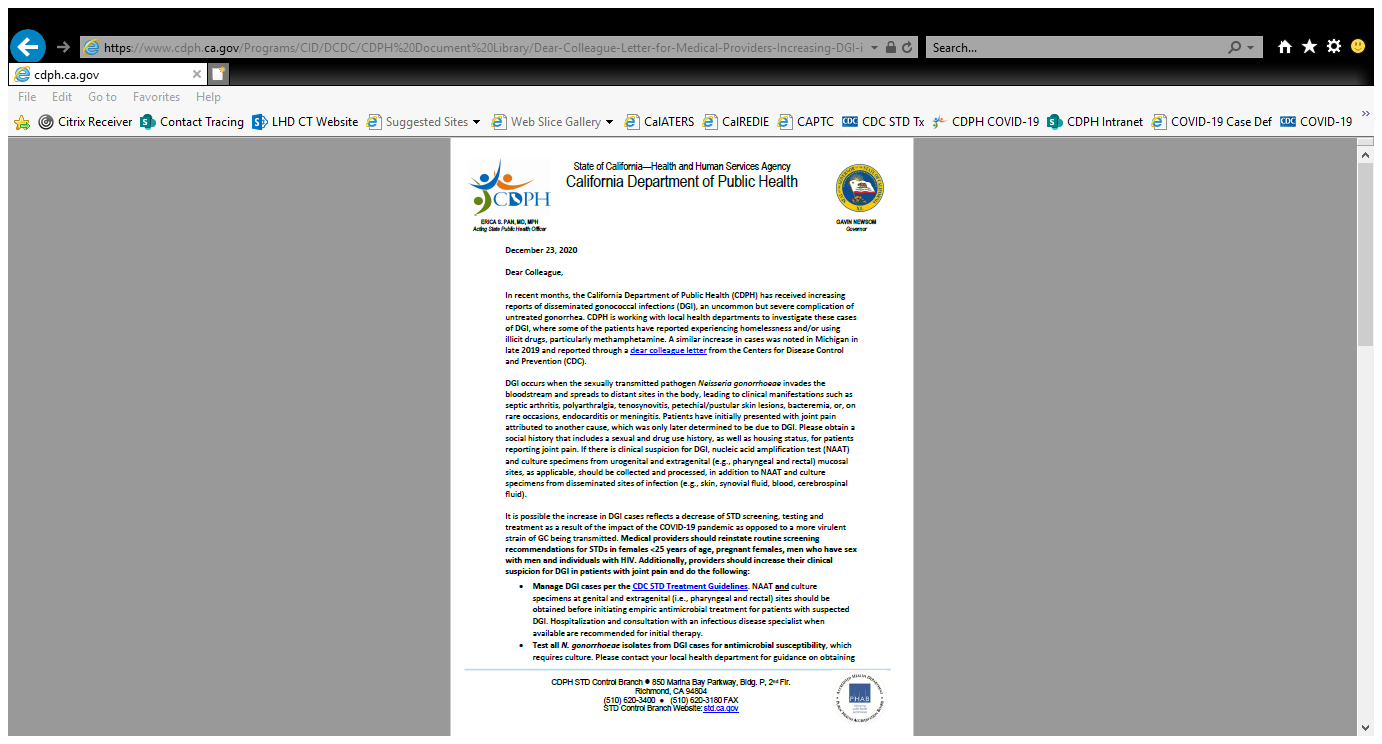 https://www.cdph.ca.gov/Programs/CID/DCDC/CDPH%20Document%20Library/Dear-Colleague-Letter-for-Medical-Providers-Increasing-DGI-i
Search...
cdph.ca.gov
File Edit Go to Favorites Help
Citrix Receiver Contact Tracing LHD CT Website Suggested Sites Web Slice Gallery CalATERS CalREDIE CAPTC CDC CDC STD Tx CDPH COVID-19 CDPH Intranet COVID-19 Case Def CDC COVID-19
State of California—Health and Human Services Agency
California Department of Public Health
CDPH
ERICA S. PAN, MD, MPH
Acting State Public Health Officer
GAVIN NEWSOM
Governor
December 23, 2020
Dear Colleague,
In recent months, the California Department of Public Health (CDPH) has received increasing
reports of disseminated gonococcal infections (DGI), an uncommon but severe complication of
untreated gonorrhea. CDPH is working with local health departments to investigate these cases
of DGI, where some of the patients have reported experiencing homelessness and/or using
illicit drugs, particularly methamphetamine. A similar increase in cases was noted in Michigan in
late 2019 and reported through a dear colleague letter from the Centers for Disease Control
and Prevention (CDC).
DGI occurs when the sexually transmitted pathogen Neisseria gonorrhoeae invades the
bloodstream and spreads to distant sites in the body, leading to clinical manifestations such as
septic arthritis, polyarthralgia, tenosynovitis, petechial/pustular skin lesions, bacteremia, or, on
rare occasions, endocarditis or meningitis. Patients have initially presented with joint pain
attributed to another cause, which was only later determined to be due to DGI. Please obtain a
social history that includes a sexual and drug use history, as well as housing status, for patients
reporting joint pain. If there is clinical suspicion for DGI, nucleic acid amplification test (NAAT)
and culture specimens from urogenital and extragenital (e.g., pharyngeal and rectal) mucosal
sites, as applicable, should be collected and processed, in addition to NAAT and culture
specimens from disseminated sites of infection (e.g., skin, synovial fluid, blood, cerebrospinal
fluid).
It is possible the increase in DGI cases reflects a decrease of STD screening, testing and
treatment as a result of the impact of the COVID-19 pandemic as opposed to a more virulent
strain of GC being transmitted. Medical providers should reinstate routine screening
recommendations for STDs in females <25 years of age, pregnant females, men who have sex
with men and individuals with HIV. Additionally, providers should increase their clinical
suspicion for DGI in patients with joint pain and do the following:
• Manage DGI cases per the CDC STD Treatment Guidelines. NAAT and culture
specimens at genital and extragenital (i.e., pharyngeal and rectal) sites should be
obtained before initiating empiric antimicrobial treatment for patients with suspected
DGI. Hospitalization and consultation with an infectious disease specialist when
available are recommended for initial therapy.
• Test all N. gonorrhoeae isolates from DGI cases for antimicrobial susceptibility, which
requires culture. Please contact your local health department for guidance on obtaining
CDPH STD Control Branch ● 850 Marina Bay Parkway, Bldg. P, 2nd Flr.
Richmond, CA 94804
(510) 620-3400 ● (510) 620-3180 FAX
STD Control Branch Website: std.ca.gov
PHAB